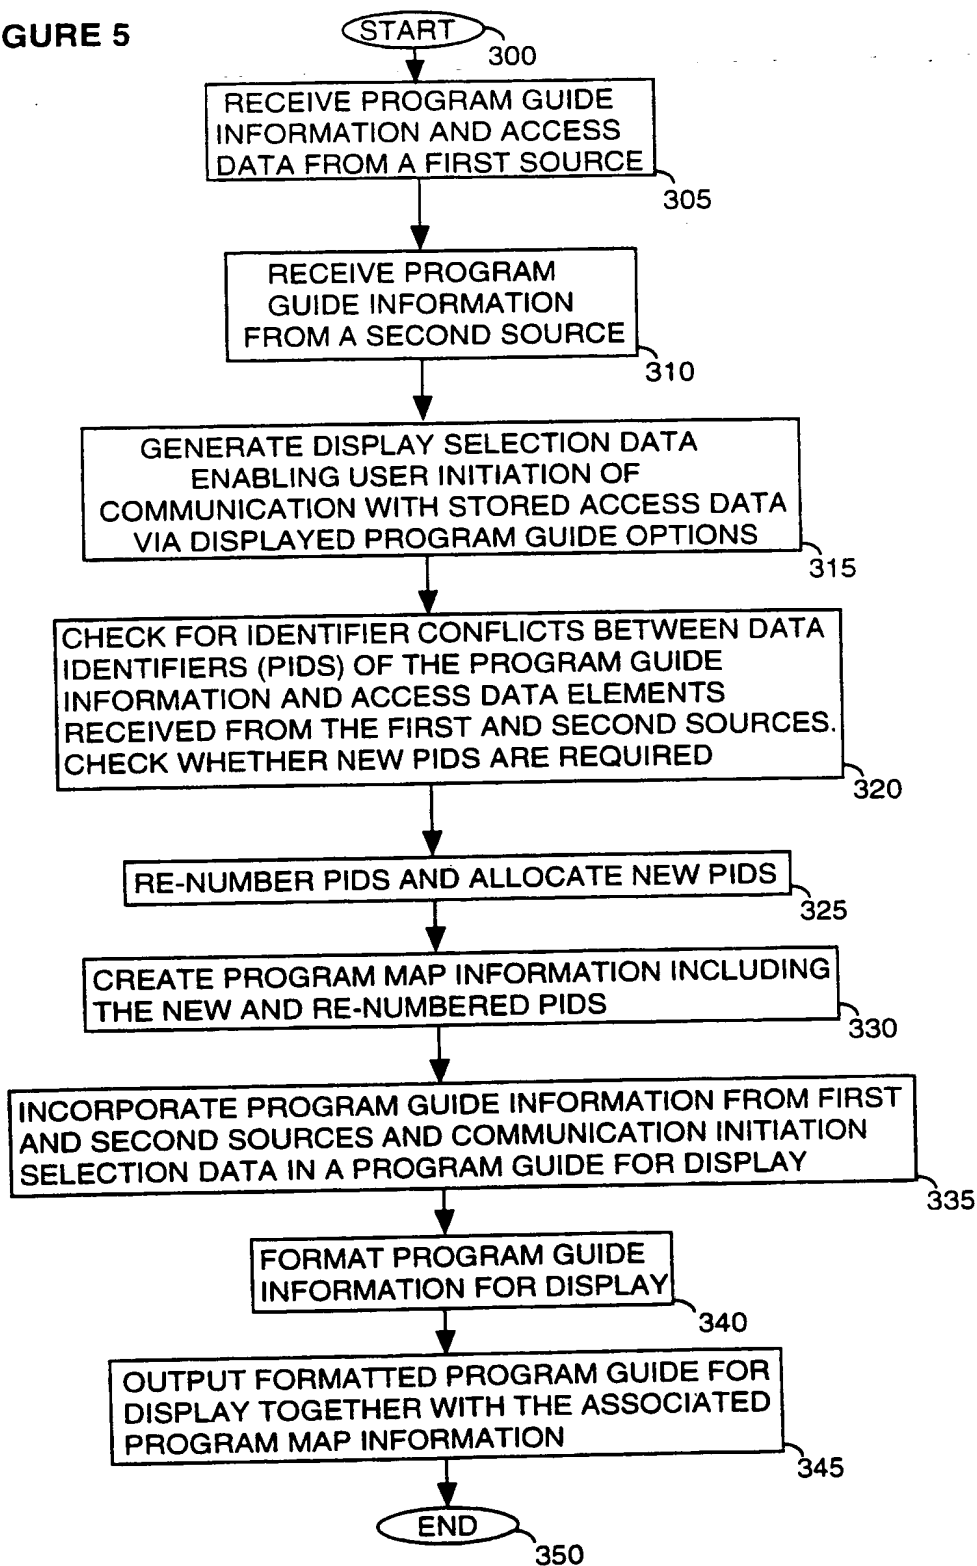 GURE 5
START
300
RECEIVE PROGRAM GUIDE
INFORMATION AND ACCESS
DATA FROM A FIRST SOURCE
305
RECEIVE PROGRAM
GUIDE INFORMATION
FROM A SECOND SOURCE
310
GENERATE DISPLAY SELECTION DATA
ENABLING USER INITIATION OF
COMMUNICATION WITH STORED ACCESS DATA
VIA DISPLAYED PROGRAM GUIDE OPTIONS
315
CHECK FOR IDENTIFIER CONFLICTS BETWEEN DATA
IDENTIFIERS (PIDS) OF THE PROGRAM GUIDE
INFORMATION AND ACCESS DATA ELEMENTS
RECEIVED FROM THE FIRST AND SECOND SOURCES.
CHECK WHETHER NEW PIDS ARE REQUIRED
320
RE-NUMBER PIDS AND ALLOCATE NEW PIDS
325
CREATE PROGRAM MAP INFORMATION INCLUDING
THE NEW AND RE-NUMBERED PIDS
330
INCORPORATE PROGRAM GUIDE INFORMATION FROM FIRST
AND SECOND SOURCES AND COMMUNICATION INITIATION
SELECTION DATA IN A PROGRAM GUIDE FOR DISPLAY
335
FORMAT PROGRAM GUIDE
INFORMATION FOR DISPLAY
340
OUTPUT FORMATTED PROGRAM GUIDE FOR
DISPLAY TOGETHER WITH THE ASSOCIATED
PROGRAM MAP INFORMATION
345
END
350